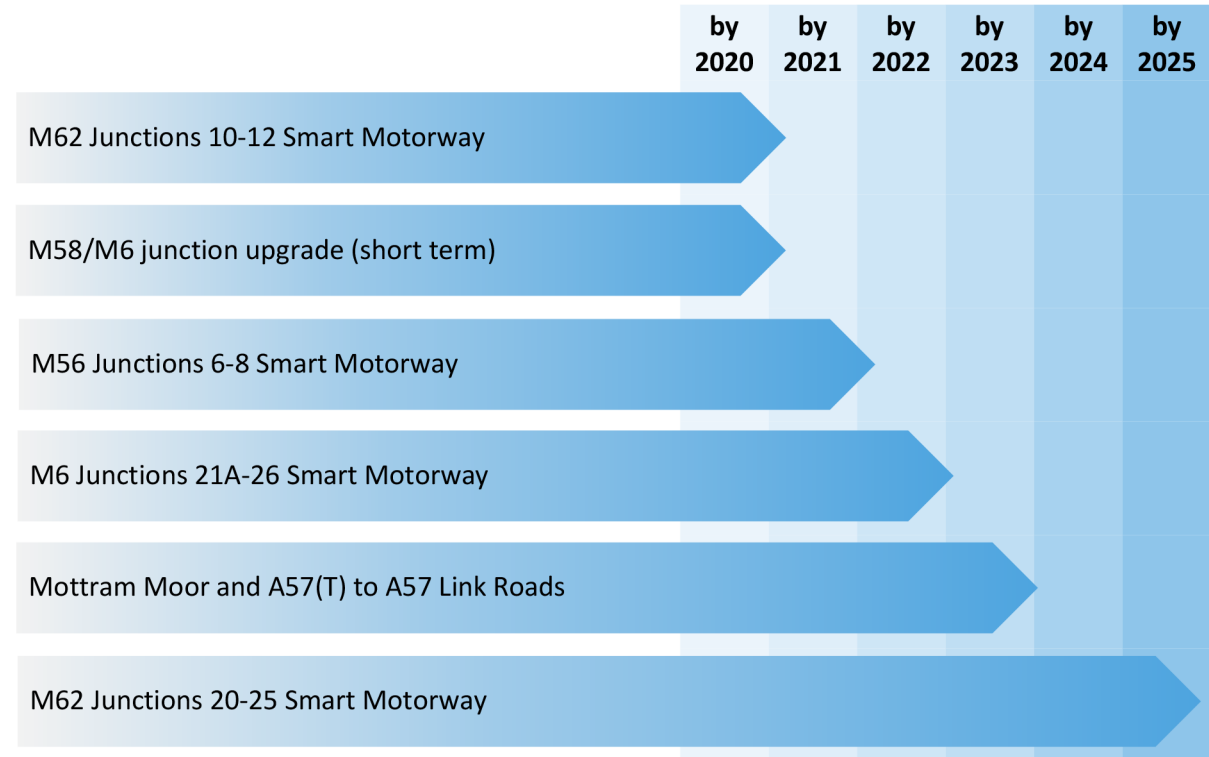 by by by by by by
2020 2021 2022 2023 2024 2025
M62 Junctions 10-12 Smart Motorway
M58/M6 junction upgrade (short term)
M56 Junctions 6-8 Smart Motorway
M6 Junctions 21A-26 Smart Motorway
Mottram Moor and A57(T) to A57 Link Roads
M62 Junctions 20-25 Smart Motorway